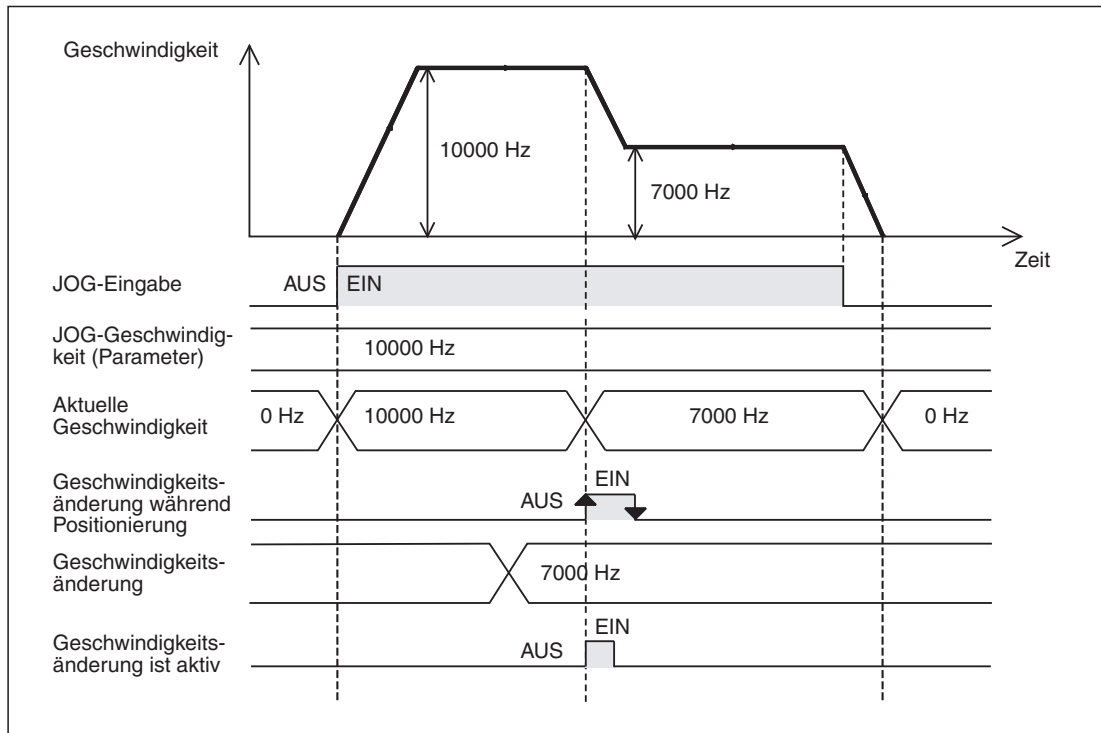 Geschwindigkeit
10000 Hz
7000 Hz
Zeit
JOG-Eingabe
AUS
EIN
JOG-Geschwindig-
keit (Parameter)
10000 Hz
Aktuelle
Geschwindigkeit
0 Hz
10000 Hz
7000 Hz
0 Hz
Geschwindigkeits-
änderung während
Positionierung
AUS
EIN
Geschwindigkeits-
änderung
7000 Hz
Geschwindigkeits-
änderung ist aktiv
AUS
EIN